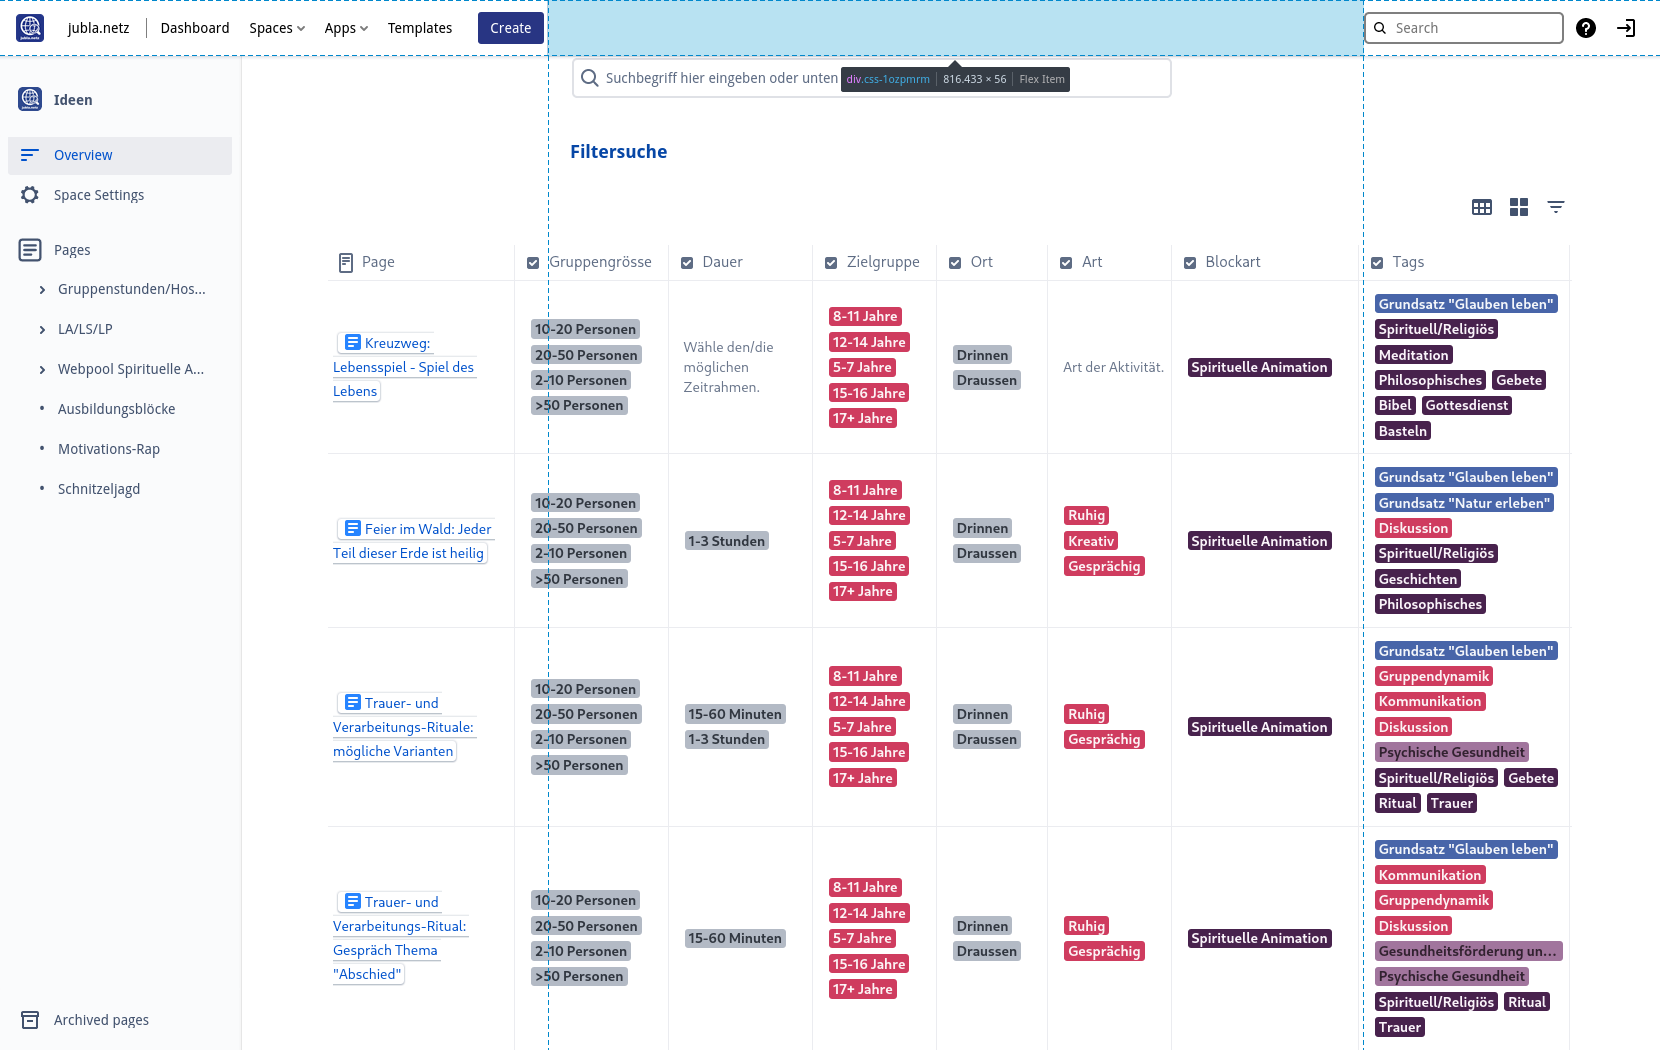 jubla.netz Dashboard Spaces Apps Templates Create Search
Suchbegriff hier eingeben oder unten
div.css-1ozpmrm 816.433 × 56 Flex Item
Ideen
Overview
Space Settings
Pages
Gruppenstunden/Hos...
LA/LS/LP
Webpool Spirituelle A...
Ausbildungsblöcke
Motivations-Rap
Schnitzeljagd
Archived pages
Filtersuche
Page Gruppengrösse Dauer Zielgruppe Ort Art Blockart Tags
Kreuzweg:
Lebensspiel - Spiel des
Lebens
10-20 Personen
20-50 Personen
2-10 Personen
>50 Personen
Wähle den/die
möglichen
Zeitrahmen.
8-11 Jahre
12-14 Jahre
5-7 Jahre
15-16 Jahre
17+ Jahre
Drinnen
Draussen
Art der Aktivität.
Spirituelle Animation
Grundsatz "Glauben leben"
Spirituell/Religiös
Meditation
Philosophisches Gebete
Bibel Gottesdienst
Basteln
Feier im Wald: Jeder
Teil dieser Erde ist heilig
10-20 Personen
20-50 Personen
2-10 Personen
>50 Personen
1-3 Stunden
8-11 Jahre
12-14 Jahre
5-7 Jahre
15-16 Jahre
17+ Jahre
Drinnen
Draussen
Ruhig
Kreativ
Gesprächig
Spirituelle Animation
Grundsatz "Glauben leben"
Grundsatz "Natur erleben"
Diskussion
Spirituell/Religiös
Geschichten
Philosophisches
Trauer- und
Verarbeitungs-Rituale:
mögliche Varianten
10-20 Personen
20-50 Personen
2-10 Personen
>50 Personen
15-60 Minuten
1-3 Stunden
8-11 Jahre
12-14 Jahre
5-7 Jahre
15-16 Jahre
17+ Jahre
Drinnen
Draussen
Ruhig
Gesprächig
Spirituelle Animation
Grundsatz "Glauben leben"
Gruppendynamik
Kommunikation
Diskussion
Psychische Gesundheit
Spirituell/Religiös Gebete
Ritual Trauer
Trauer- und
Verarbeitungs-Ritual:
Gespräch Thema
"Abschied"
10-20 Personen
20-50 Personen
2-10 Personen
>50 Personen
15-60 Minuten
8-11 Jahre
12-14 Jahre
5-7 Jahre
15-16 Jahre
17+ Jahre
Drinnen
Draussen
Ruhig
Gesprächig
Spirituelle Animation
Grundsatz "Glauben leben"
Kommunikation
Gruppendynamik
Diskussion
Gesundheitsförderung un...
Psychische Gesundheit
Spirituell/Religiös Ritual
Trauer